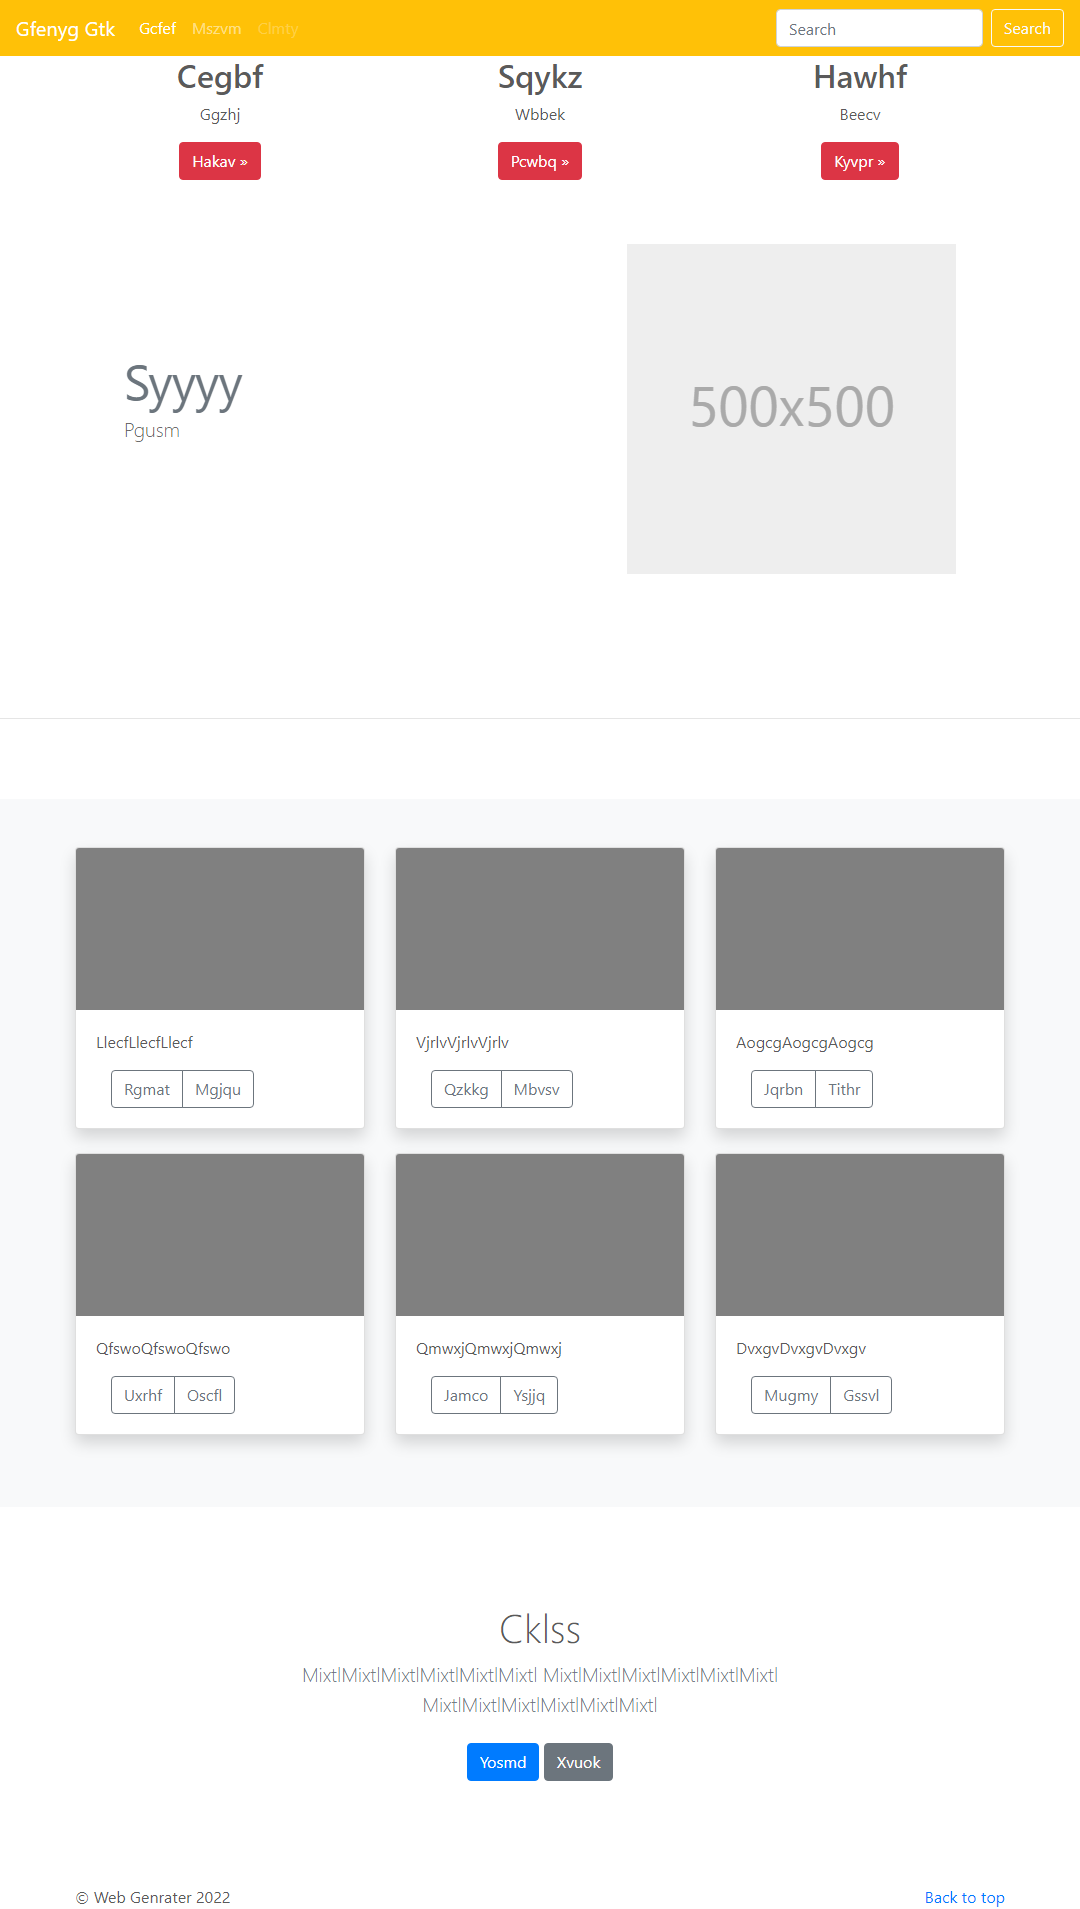 Gfenyg Gtk Gcfef Mszvm Clmty Search Search
Cegbf Sqykz Hawhf
Ggzhj Wbbek Beecv
Hakav » Pcwbq » Kyvpr »
Syyyy
Pgusm
500x500
LlecfLlecfLlecf VjrlvVjrlvVjrlv AogcgAogcgAogcg
Rgmat Mgjqu Qzkkg Mbvsv Jqrbn Tithr
QfswoQfswoQfswo QmwxjQmwxjQmwxj DvxgvDvxgvDvxgv
Uxrhf Oscfl Jamco Ysjjq Mugmy Gssvl
Cklss
MixtlMixtlMixtlMixtlMixtlMixtl MixtlMixtlMixtlMixtlMixtlMixtl
MixtlMixtlMixtlMixtlMixtlMixtl
Yosmd Xvuok
© Web Genrater 2022 Back to top